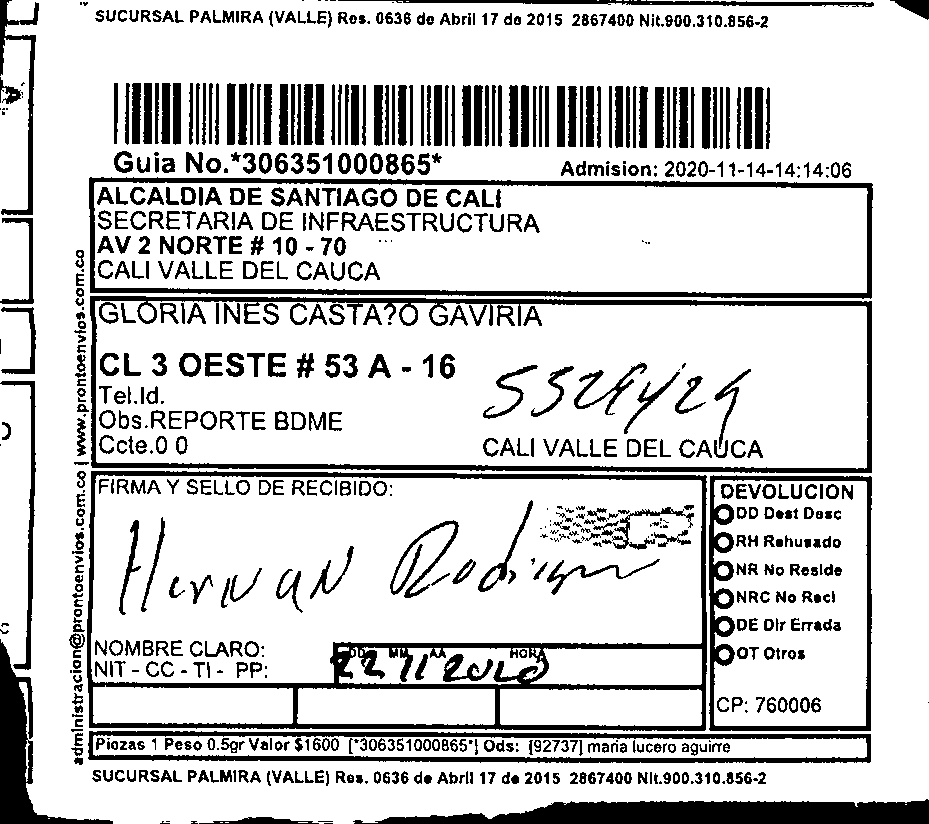 SUCURSAL PALMIRA (VALLE) Res. 0636 de Abril 17 de 2015 2867400 Nit.900.310.856-2
Guia No.*306351000865*
Admision: 2020-11-14-14:14:06
ALCALDIA DE SANTIAGO DE CALI
SECRETARIA DE INFRAESTRUCTURA
AV 2 NORTE # 10 - 70
CALI VALLE DEL CAUCA
GLORIA INES CASTA?O GAVIRIA
CL 3 OESTE # 53 A - 16
Tel.Id.
5529429
Obs.REPORTE BDME
Ccte.0 0
CALI VALLE DEL CAUCA
administracion@prontoenvios.com.co | www.prontoenvios.com.co
FIRMA Y SELLO DE RECIBIDO:
Hernan Rodriguez
NOMBRE CLARO:
NIT - CC - TI - PP:
DD MM AA HORA
22 11 2020
DEVOLUCION
DD Dest Desc
RH Rehusado
NR No Reside
NRC No Recl
DE Dir Errada
OT Otros
CP: 760006
Piezas 1 Peso 0.5gr Valor $1600 [*306351000865*] Ods: [92737] maria lucero aguirre
SUCURSAL PALMIRA (VALLE) Res. 0636 de Abril 17 de 2015 2867400 Nit.900.310.856-2